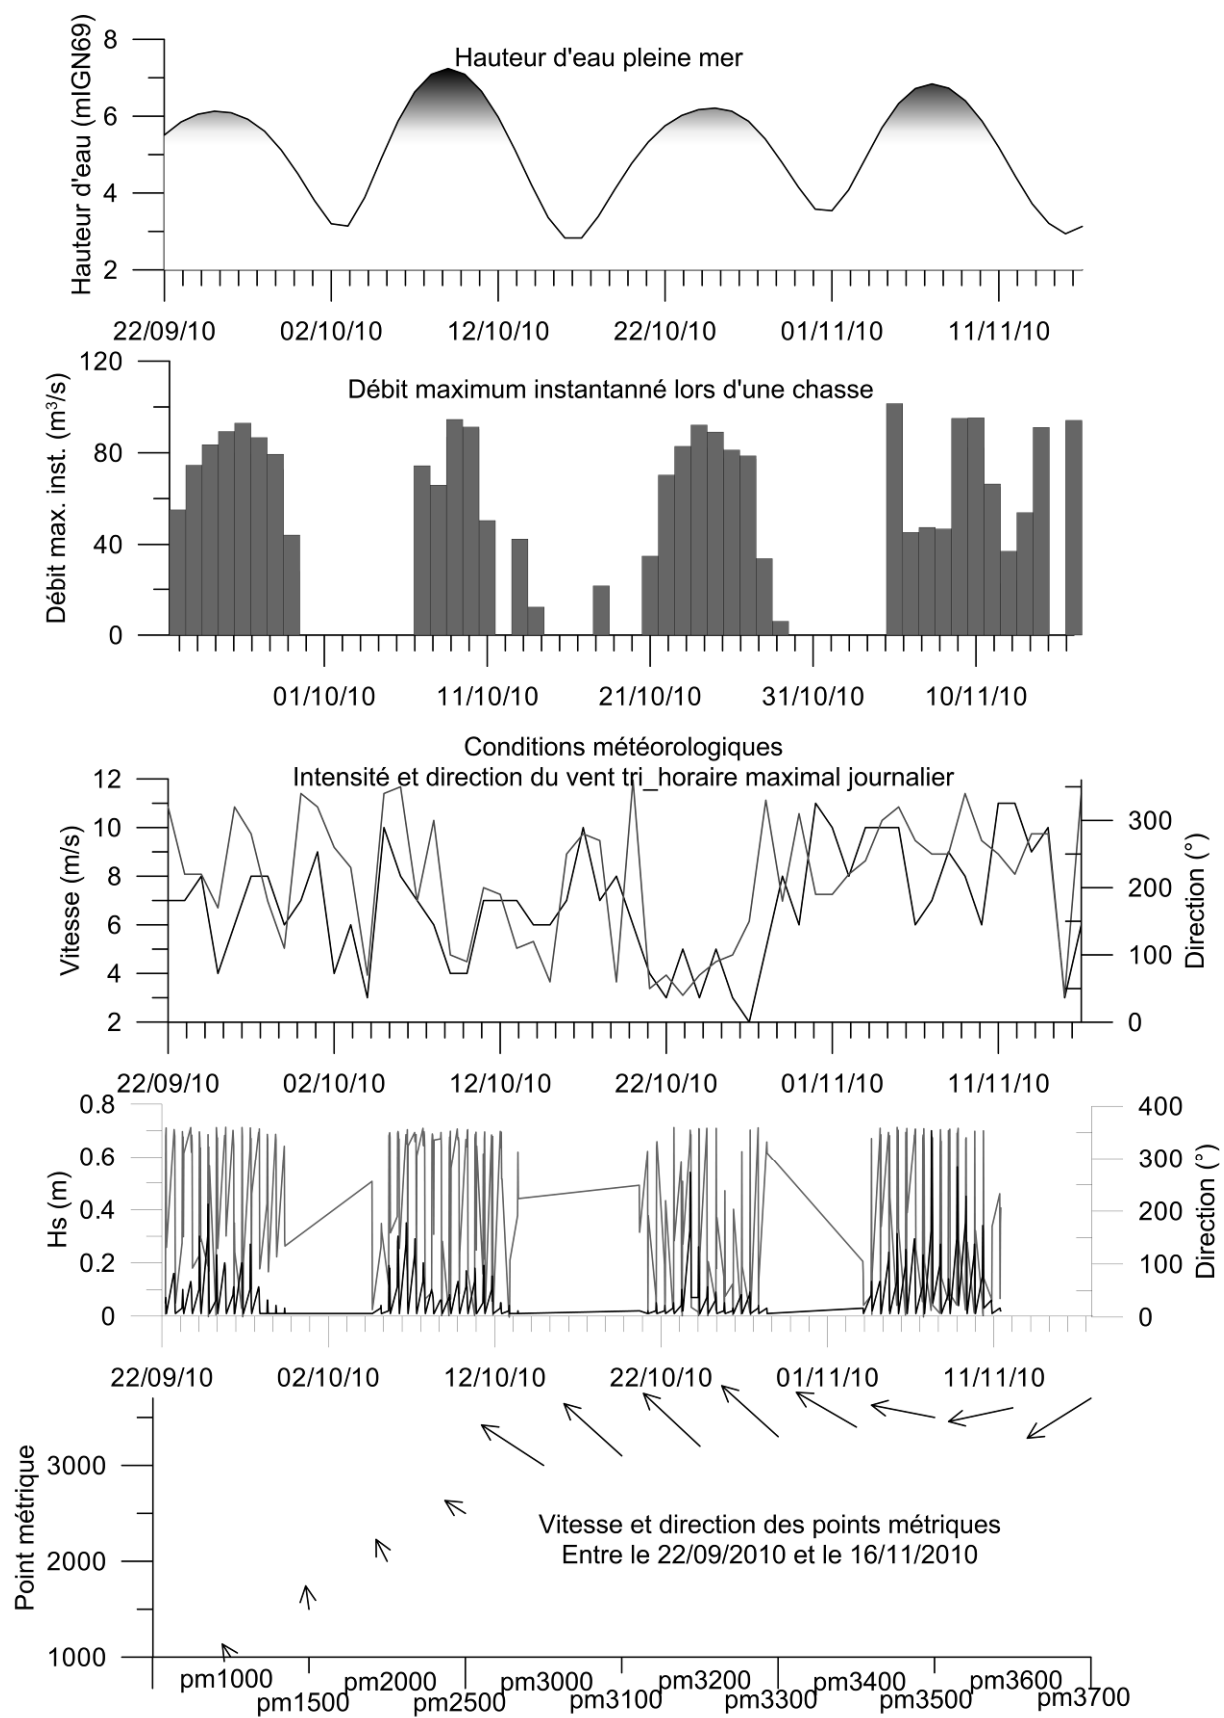 Hauteur d'eau pleine mer
Hauteur d'eau (mIGN69)
8
6
4
2
22/09/10 02/10/10 12/10/10 22/10/10 01/11/10 11/11/10
Débit maximum instantanné lors d'une chasse
Débit max. inst. (m³/s)
120
80
40
0
01/10/10 11/10/10 21/10/10 31/10/10 10/11/10
Conditions météorologiques
Intensité et direction du vent tri_horaire maximal journalier
Vitesse (m/s)
12
10
8
6
4
2
Direction (°)
300
200
100
0
22/09/10 02/10/10 12/10/10 22/10/10 01/11/10 11/11/10
Hs (m)
0.8
0.6
0.4
0.2
0
Direction (°)
400
300
200
100
0
22/09/10 02/10/10 12/10/10 22/10/10 01/11/10 11/11/10
Point métrique
3000
2000
1000
Vitesse et direction des points métriques
Entre le 22/09/2010 et le 16/11/2010
pm1000 pm2000 pm3000 pm3200 pm3400 pm3600
pm1500 pm2500 pm3100 pm3300 pm3500 pm3700